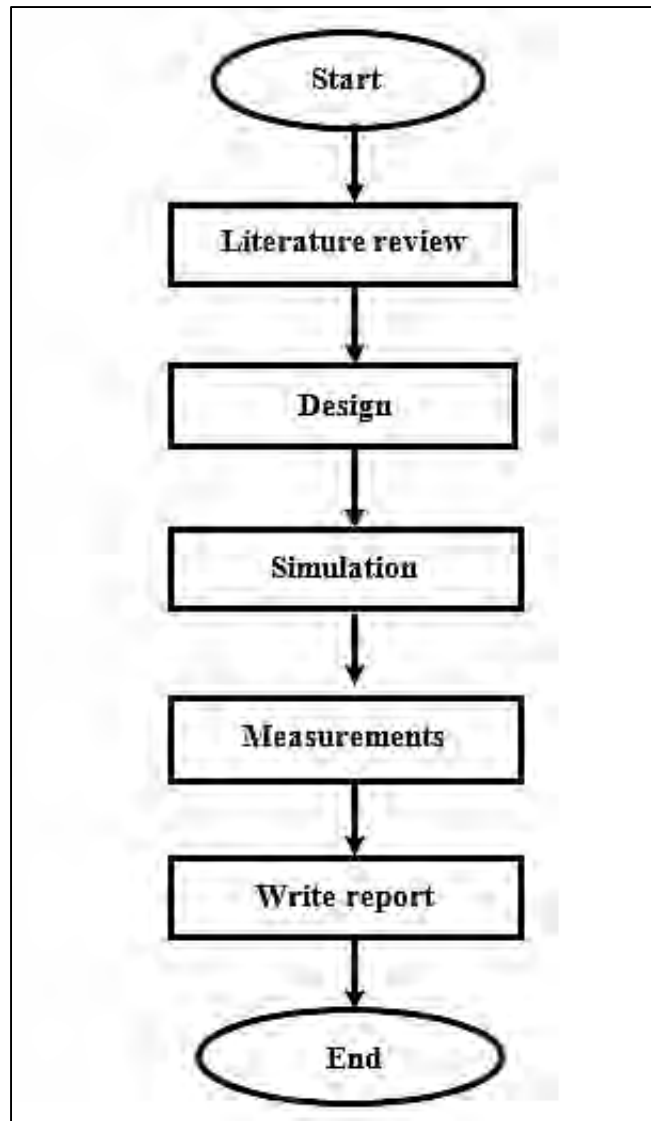 Start
Literature review
Design
Simulation
Measurements
Write report
End